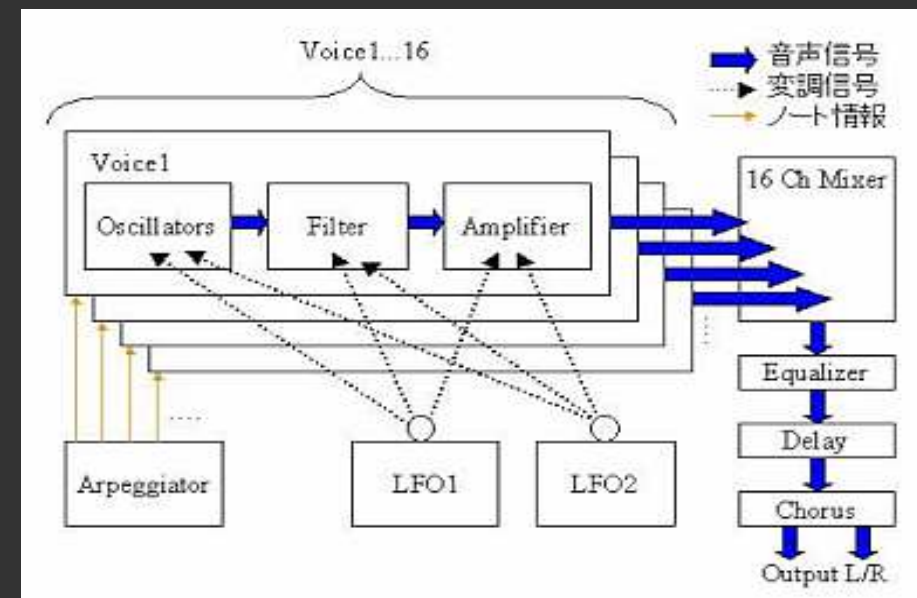 Voice1...16
音声信号
変調信号
ノート情報
Voice1
Oscillators
Filter
Amplifier
16 Ch Mixer
Equalizer
Delay
Chorus
Output L/R
Arpeggiator
LFO1
LFO2